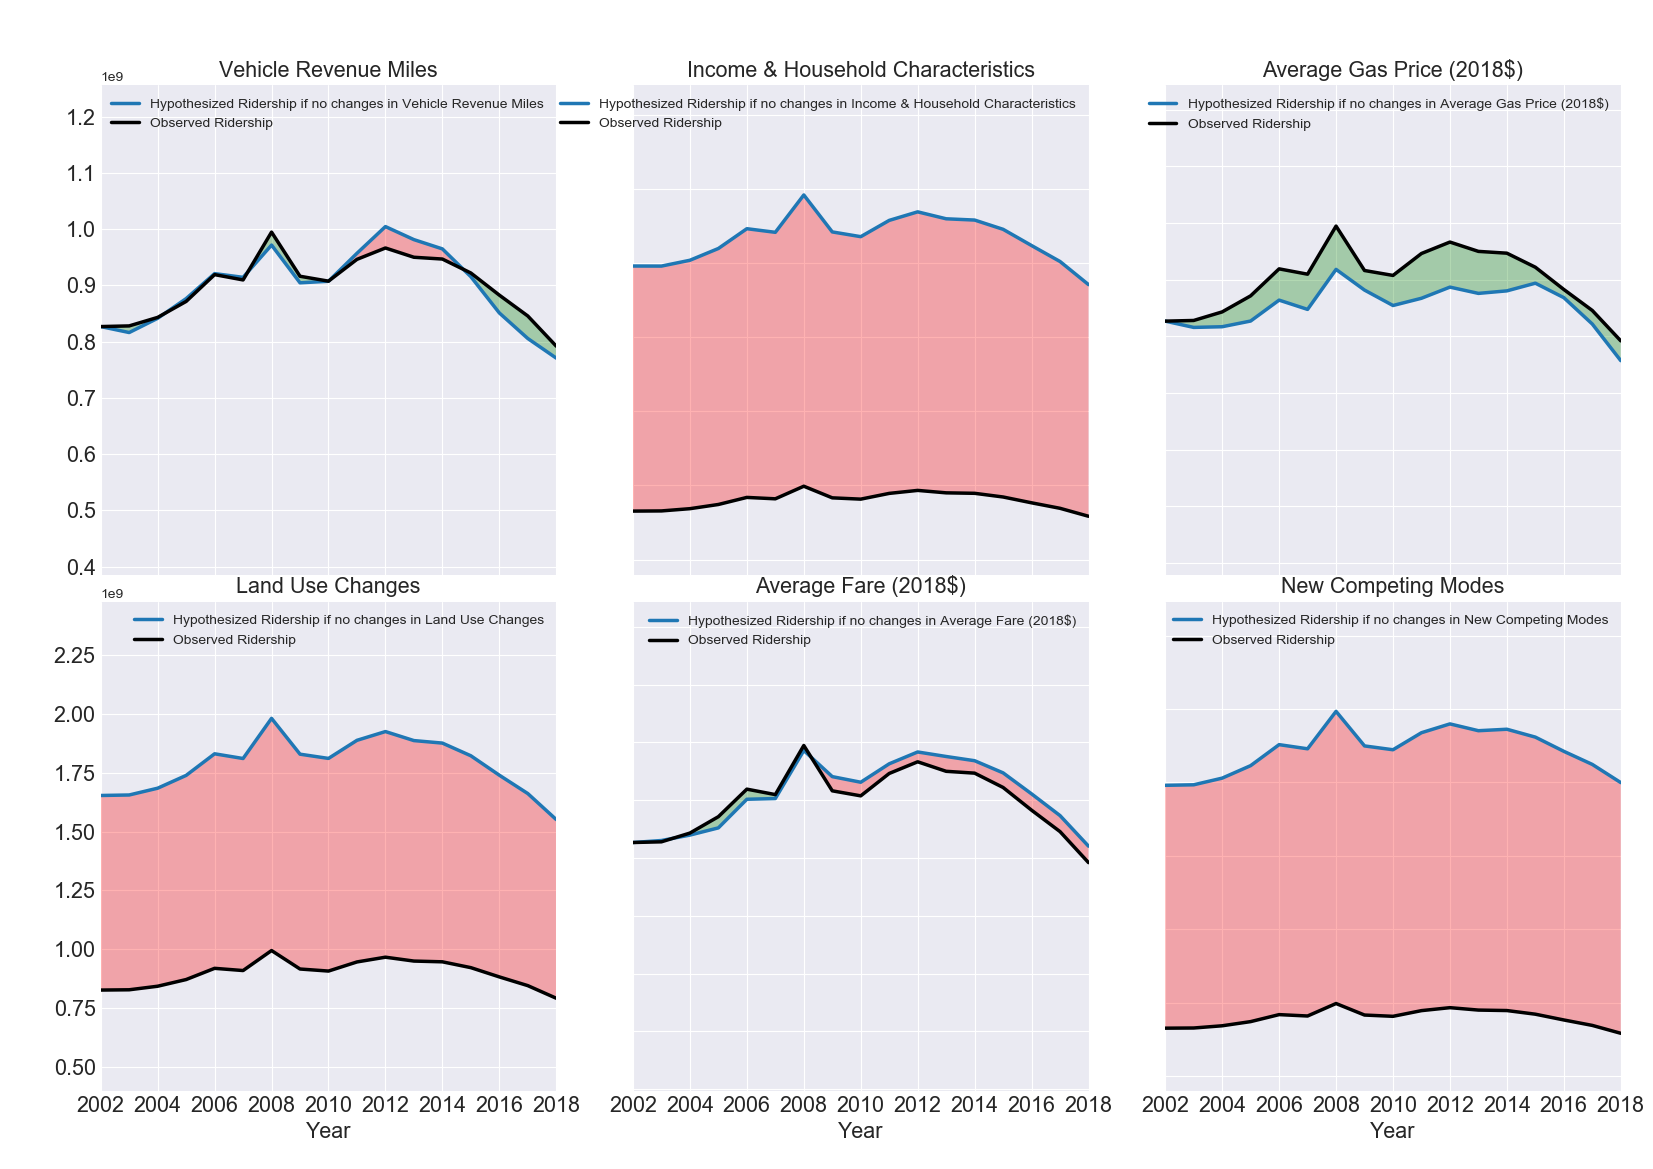 Vehicle Revenue Miles
1e9
Hypothesized Ridership if no changes in Vehicle Revenue Miles
Observed Ridership
1.2
1.1
1.0
0.9
0.8
0.7
0.6
0.5
0.4
Income & Household Characteristics
Hypothesized Ridership if no changes in Income & Household Characteristics
Observed Ridership
Average Gas Price (2018$)
Hypothesized Ridership if no changes in Average Gas Price (2018$)
Observed Ridership
Land Use Changes
1e9
Hypothesized Ridership if no changes in Land Use Changes
Observed Ridership
2.25
2.00
1.75
1.50
1.25
1.00
0.75
0.50
2002 2004 2006 2008 2010 2012 2014 2016 2018
Year
Average Fare (2018$)
Hypothesized Ridership if no changes in Average Fare (2018$)
Observed Ridership
2002 2004 2006 2008 2010 2012 2014 2016 2018
Year
New Competing Modes
Hypothesized Ridership if no changes in New Competing Modes
Observed Ridership
2002 2004 2006 2008 2010 2012 2014 2016 2018
Year